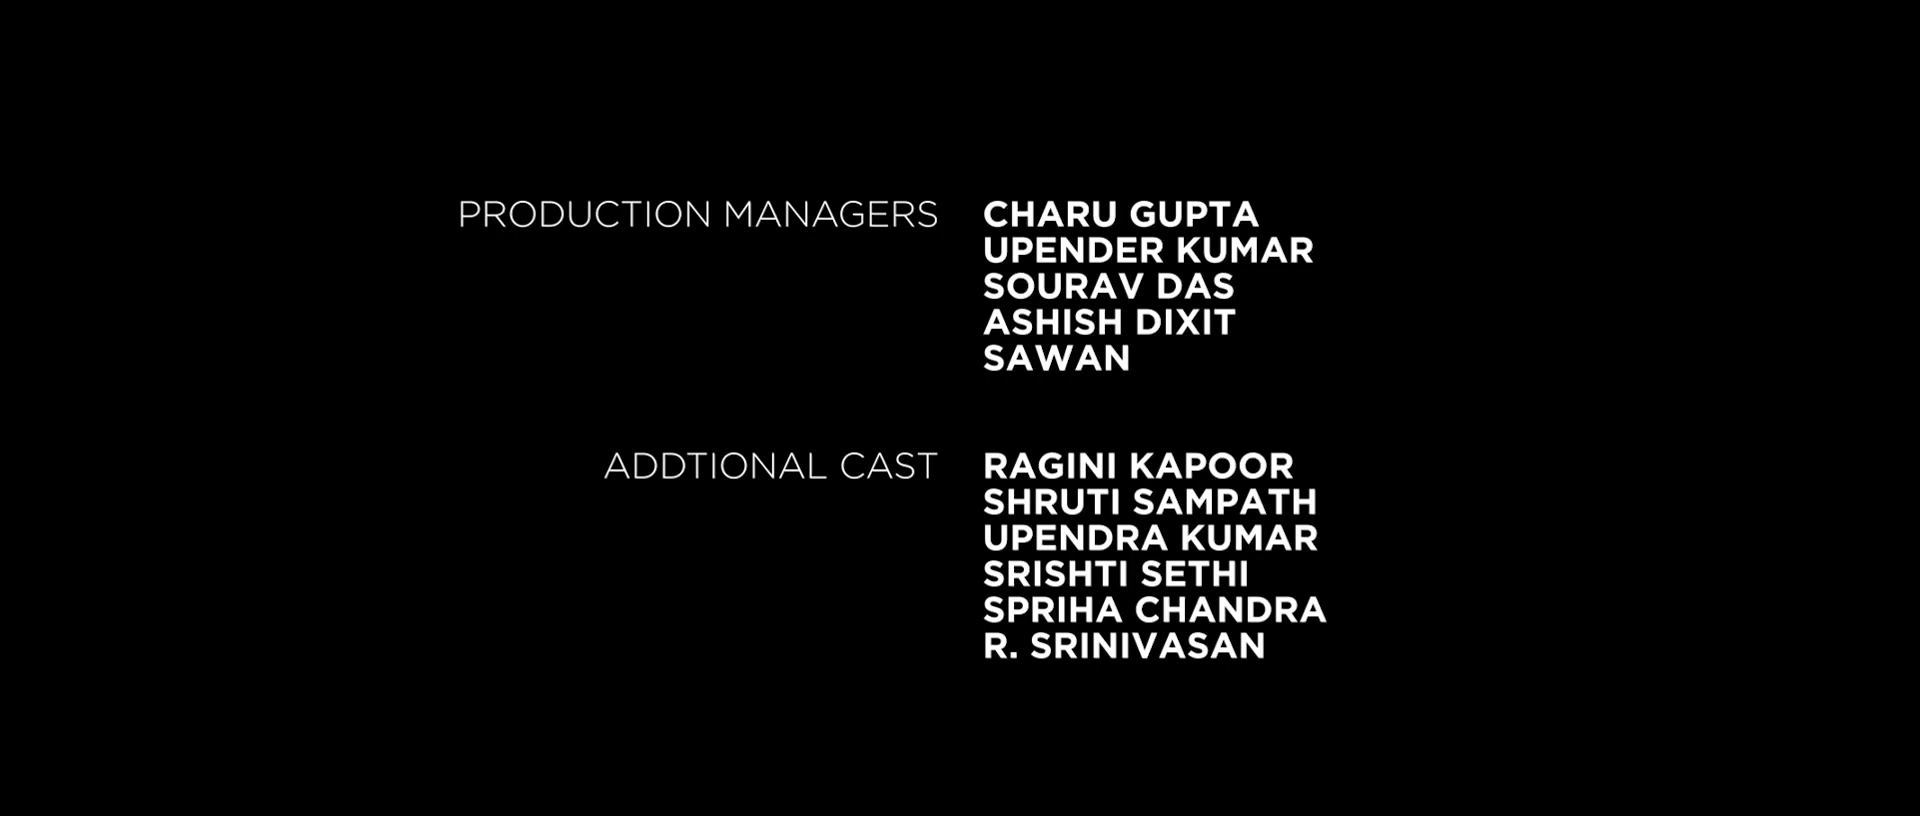 PRODUCTION MANAGERS CHARU GUPTA
UPENDER KUMAR
SOURAV DAS
ASHISH DIXIT
SAWAN
ADDTIONAL CAST RAGINI KAPOOR
SHRUTI SAMPATH
UPENDRA KUMAR
SRISHTI SETHI
SPRIHA CHANDRA
R. SRINIVASAN